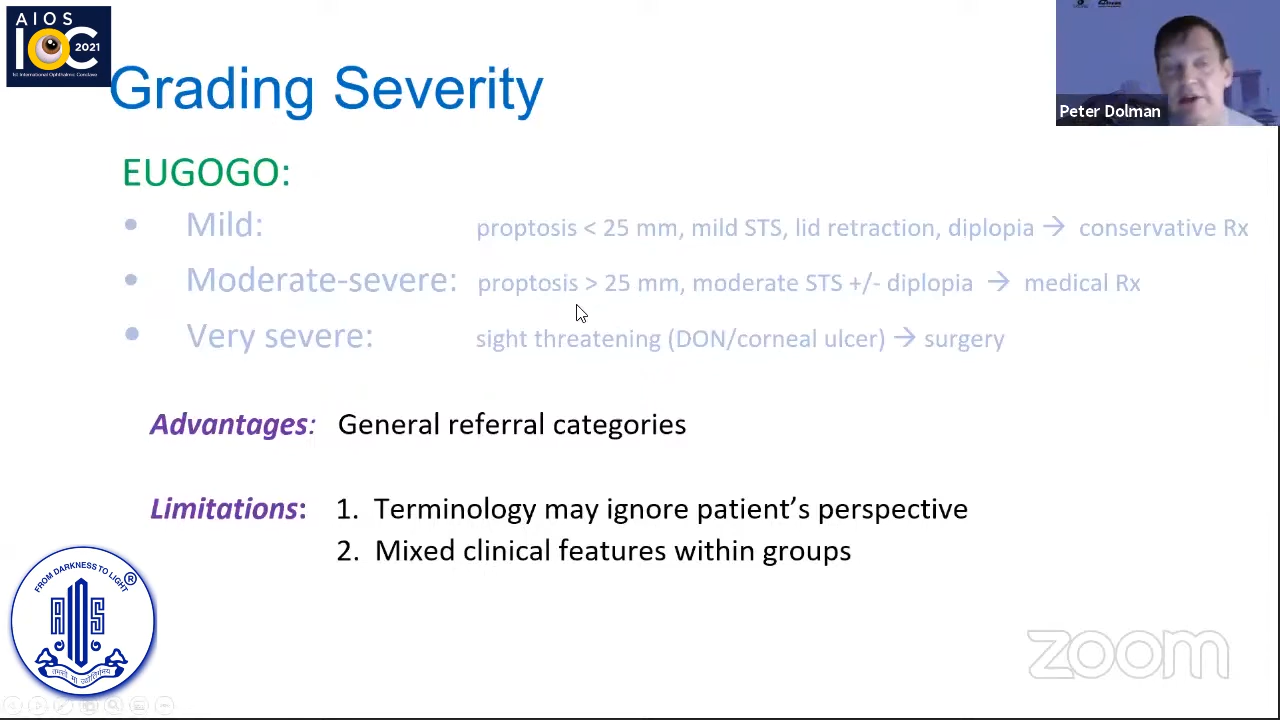 AIOS
IOC
2021
Grading Severity
Peter Dolman
EUGOGO:
• Mild: proptosis < 25 mm, mild STS, lid retraction, diplopia → conservative Rx
• Moderate-severe: proptosis > 25 mm, moderate STS +/- diplopia → medical Rx
• Very severe: sight threatening (DON/corneal ulcer) → surgery
Advantages: General referral categories
Limitations: 1. Terminology may ignore patient’s perspective
2. Mixed clinical features within groups
FROM DARKNESS TO LIGHT
®
AIOS
zoom